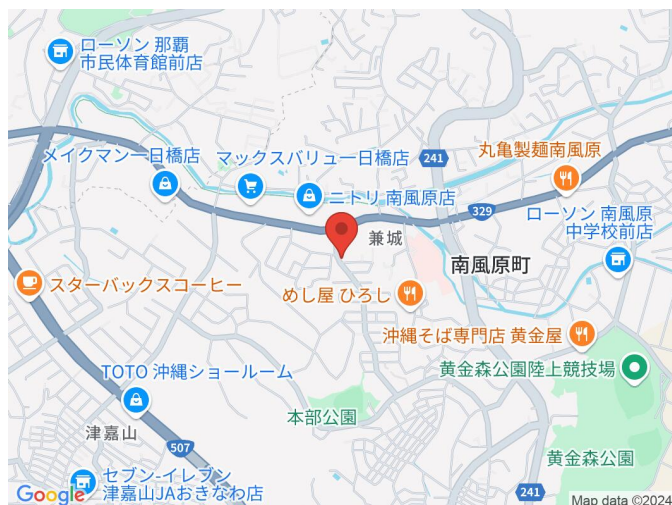 ローソン 那覇
市民体育館前店
メイクマン一日橋店
マックスバリュー一日橋店
241
丸亀製麺南風原
ニトリ 南風原店
329
ローソン 南風原
中学校前店
兼城
南風原町
スターバックスコーヒー
めし屋 ひろし
沖縄そば専門店 黄金屋
黄金森公園陸上競技場
TOTO 沖縄ショールーム
本部公園
津嘉山
507
黄金森公園
セブン-イレブン
津嘉山JAおきなわ店
241
Google
Map data ©2024